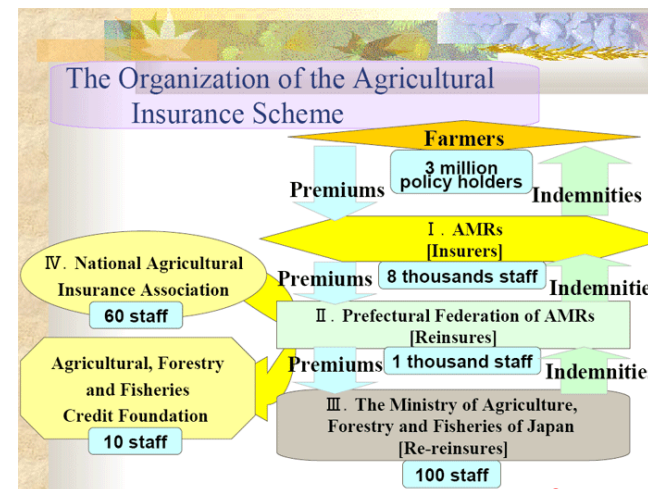 The Organization of the Agricultural
Insurance Scheme
Farmers
3 million
policy holders
Premiums
Indemnities
Ⅰ. AMRs
[Insurers]
8 thousands staff
Premiums
Indemnities
Ⅱ. Prefectural Federation of AMRs
[Reinsures]
1 thousand staff
Premiums
Indemnities
Ⅲ. The Ministry of Agriculture,
Forestry and Fisheries of Japan
[Re-reinsures]
100 staff
Ⅳ. National Agricultural
Insurance Association
60 staff
Agricultural, Forestry
and Fisheries
Credit Foundation
10 staff